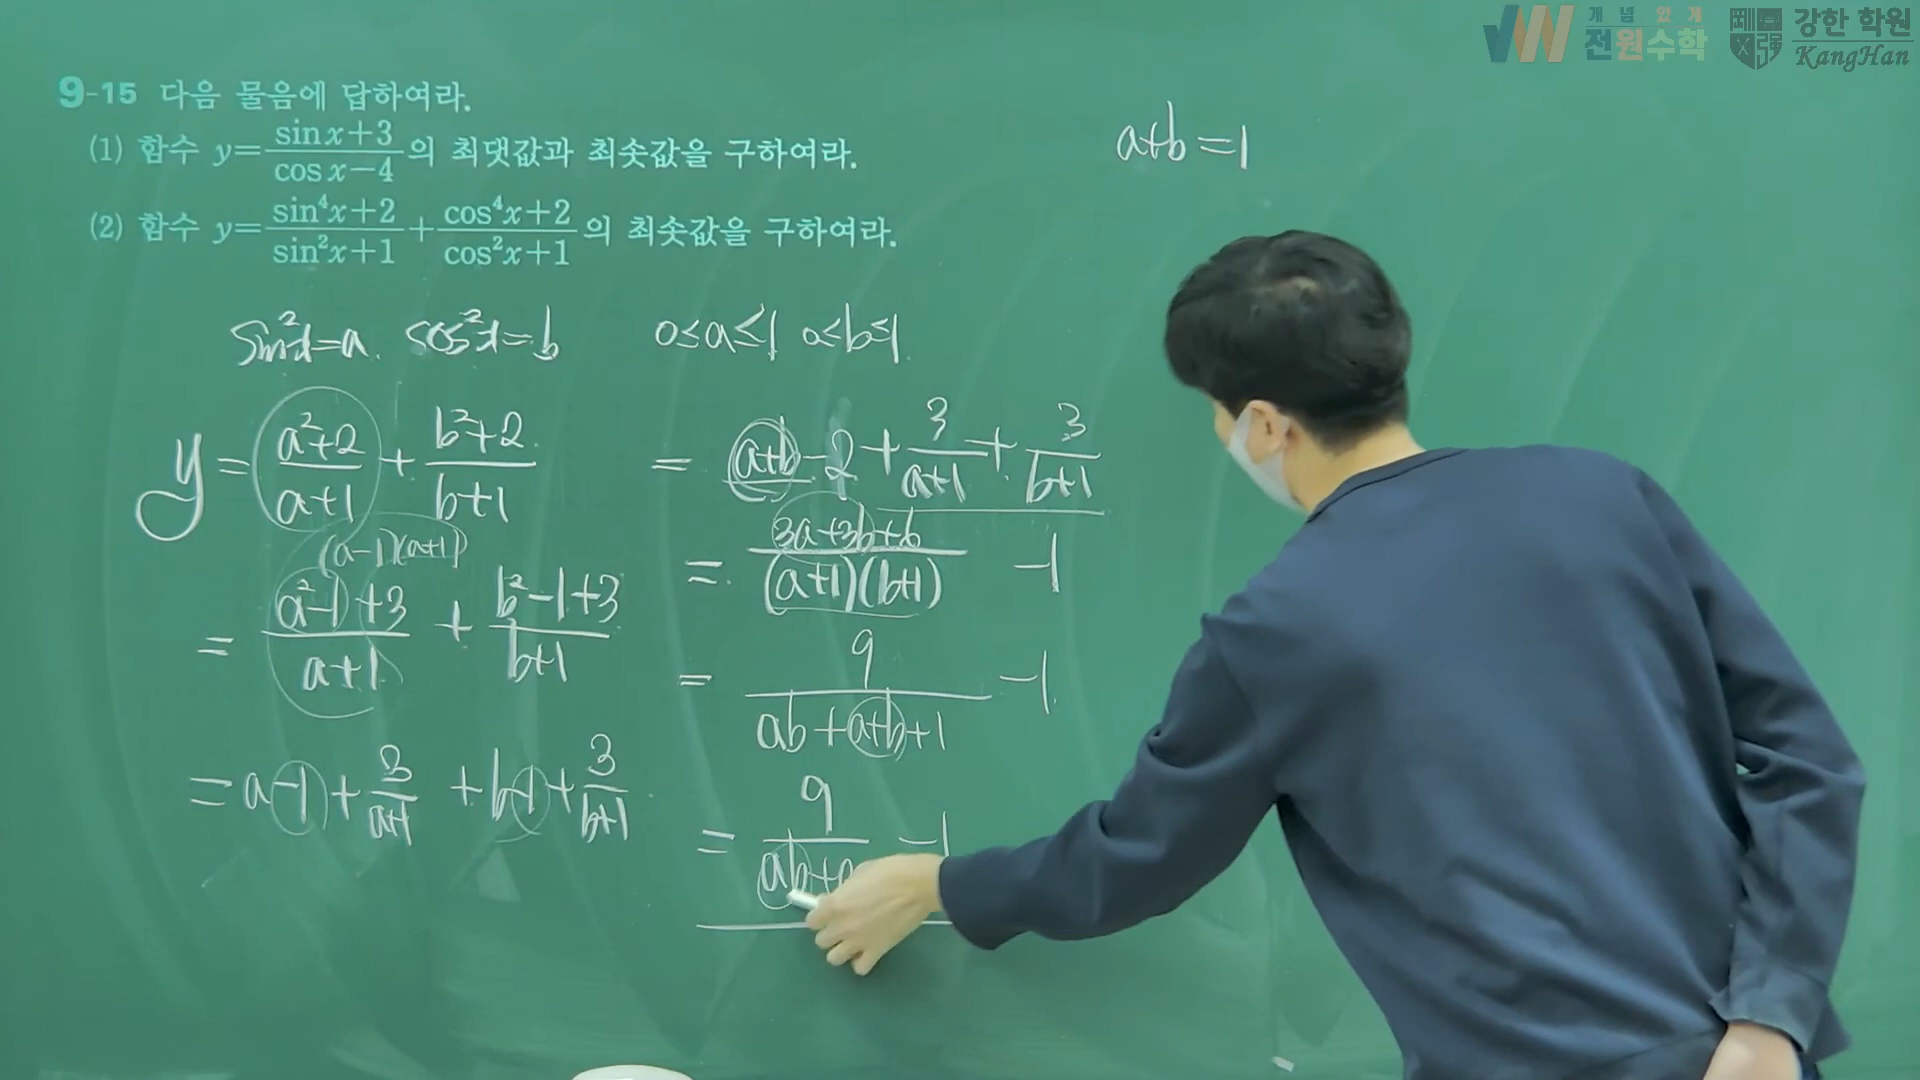 개념있게
전원수학
강한 학원
KangHan
9-15 다음 물음에 답하여라.
(1) 함수 y=(sin x+3)/(cos x-4)의 최댓값과 최솟값을 구하여라.
(2) 함수 y=(sin⁴x+2)/(sin²x+1)+(cos⁴x+2)/(cos²x+1)의 최솟값을 구하여라.
a+b=1
sin²x=a. cos²x=b 0≤a≤1 0≤b≤1.
y = (a²+2)/(a+1) + (b²+2)/(b+1)
(a-1)(a+1)
= (a²-1+3)/(a+1) + (b²-1+3)/(b+1)
= a-1+3/(a+1) +b-1+3/(b+1)
= a+b-2+3/(a+1)+3/(b+1)
= (3a+3b+6)/((a+1)(b+1)) -1
= 9/(ab+a+b+1) -1
= 9/(ab+ -1